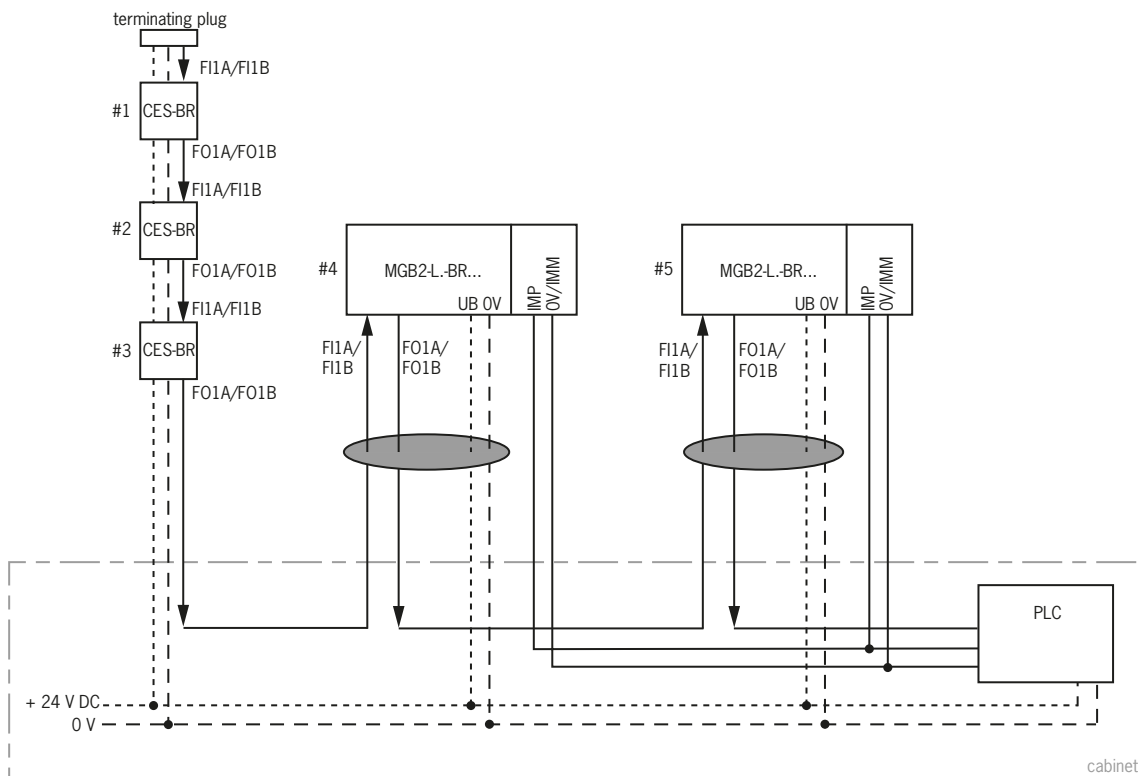 terminating plug
FI1A/FI1B
#1
CES-BR
FO1A/FO1B
FI1A/FI1B
#2
CES-BR
FO1A/FO1B
FI1A/FI1B
#3
CES-BR
FO1A/FO1B
#4
MGB2-L.-BR...
UB 0V
IMP
0V/IMM
FI1A/
FI1B
FO1A/
FO1B
#5
MGB2-L.-BR...
UB 0V
IMP
0V/IMM
FI1A/
FI1B
FO1A/
FO1B
PLC
+ 24 V DC
0 V
cabinet